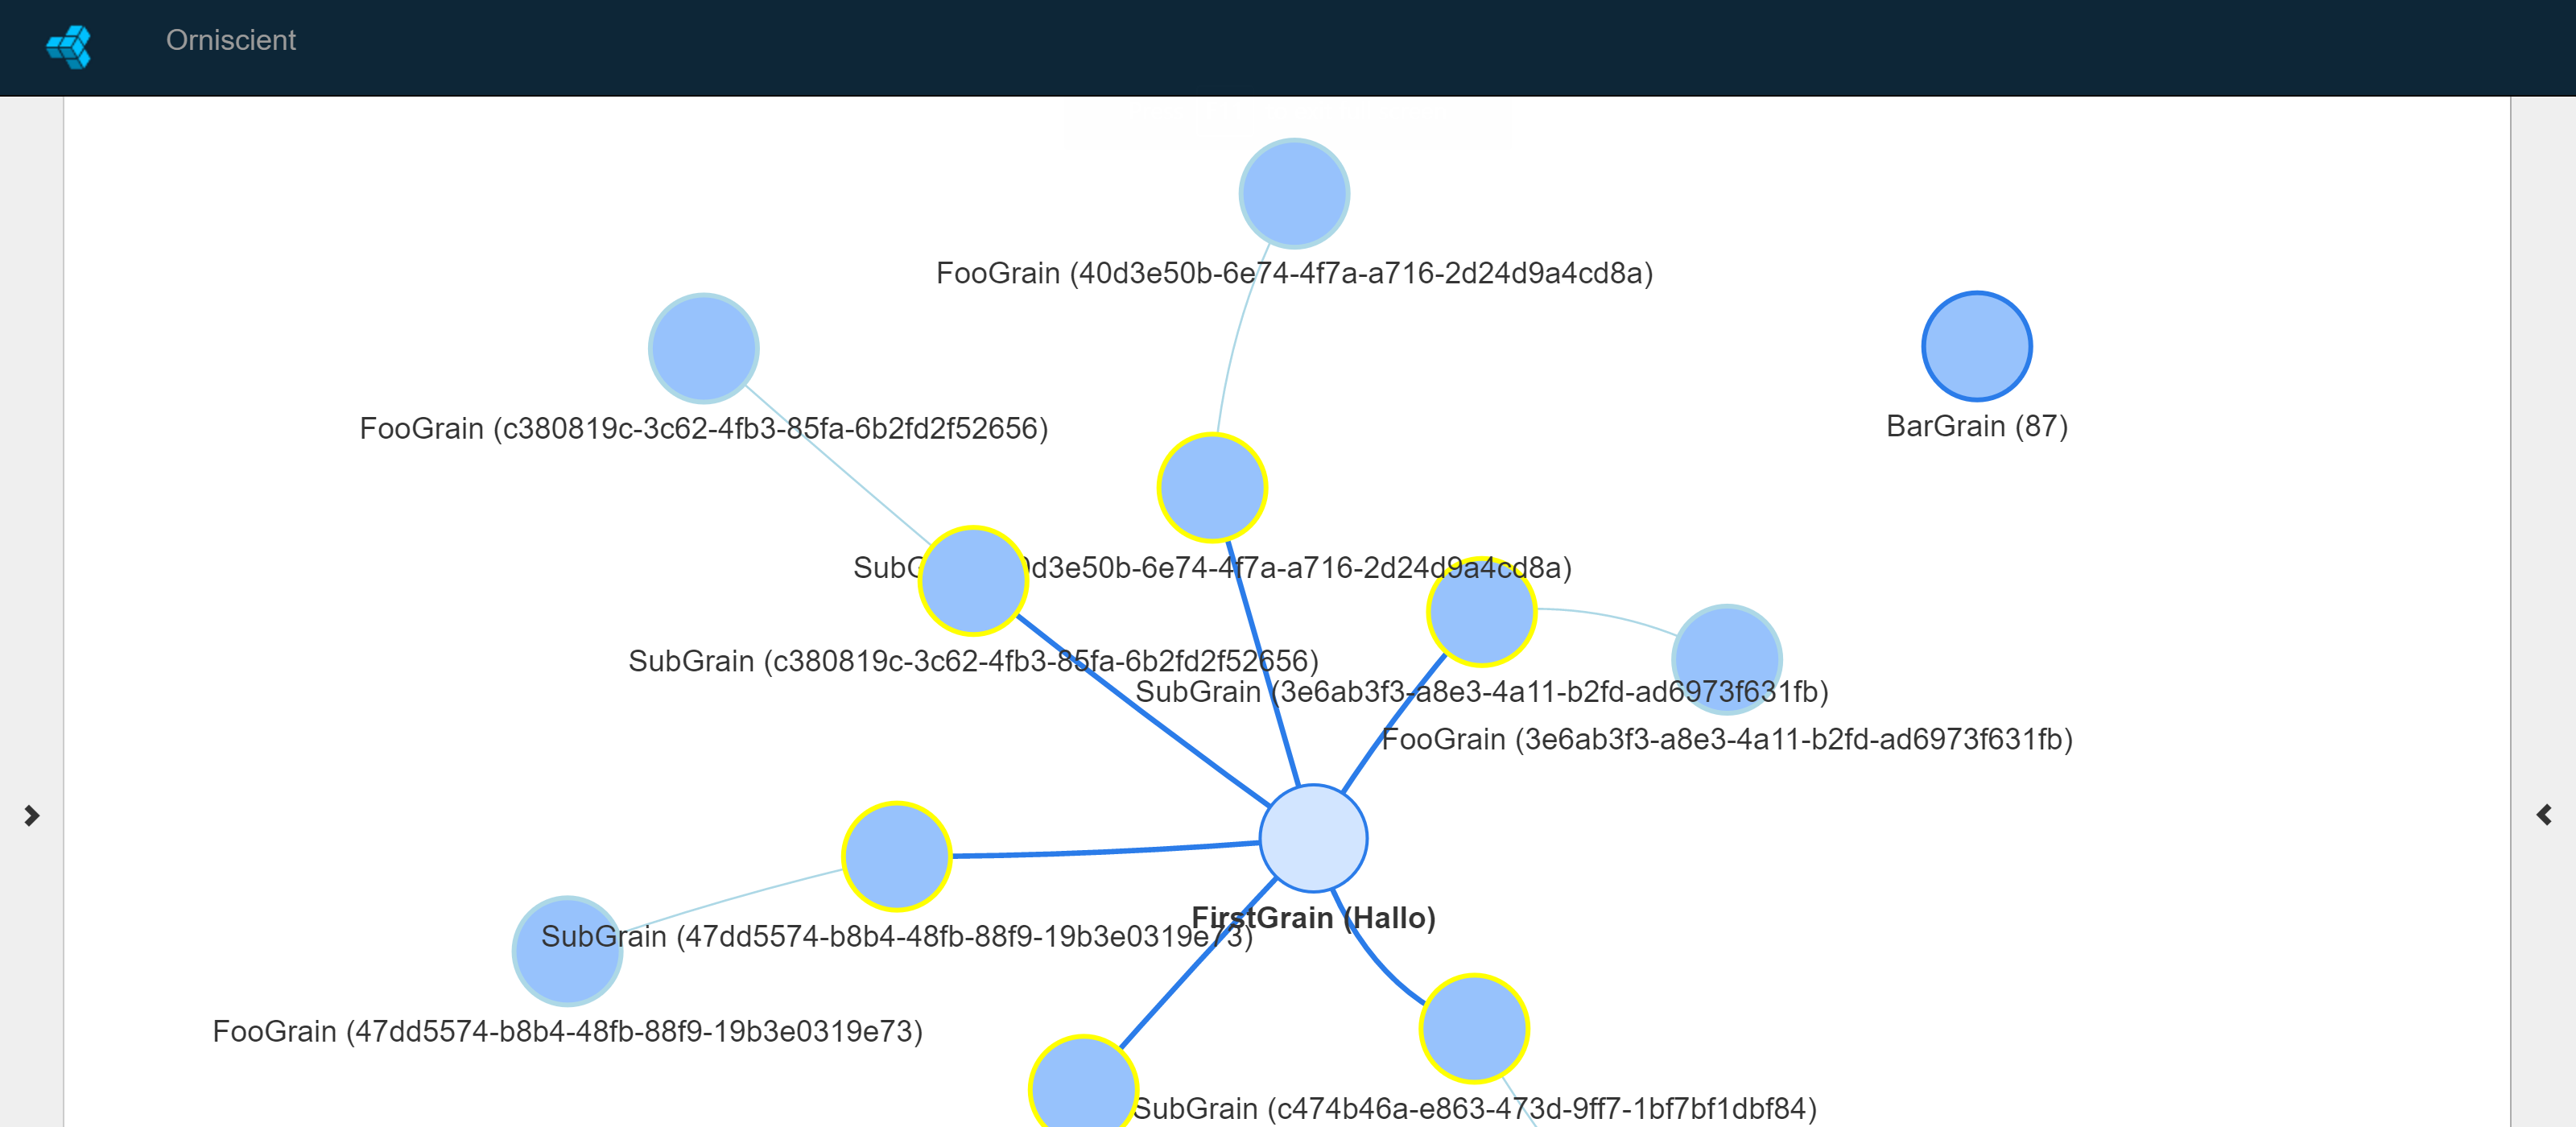 Orniscient
FooGrain (40d3e50b-6e74-4f7a-a716-2d24d9a4cd8a)
FooGrain (c380819c-3c62-4fb3-85fa-6b2fd2f52656)
BarGrain (87)
SubG d3e50b-6e74-4f7a-a716-2d24d9a4cd8a)
SubGrain (c380819c-3c62-4fb3-85fa-6b2fd2f52656)
SubGrain (3e6ab3f3-a8e3-4a11-b2fd-ad6973f631fb)
FooGrain (3e6ab3f3-a8e3-4a11-b2fd-ad6973f631fb)
FirstGrain (Hallo)
SubGrain (47dd5574-b8b4-48fb-88f9-19b3e0319e73)
FooGrain (47dd5574-b8b4-48fb-88f9-19b3e0319e73)
SubGrain (c474b46a-e863-473d-9ff7-1bf7bf1dbf84)